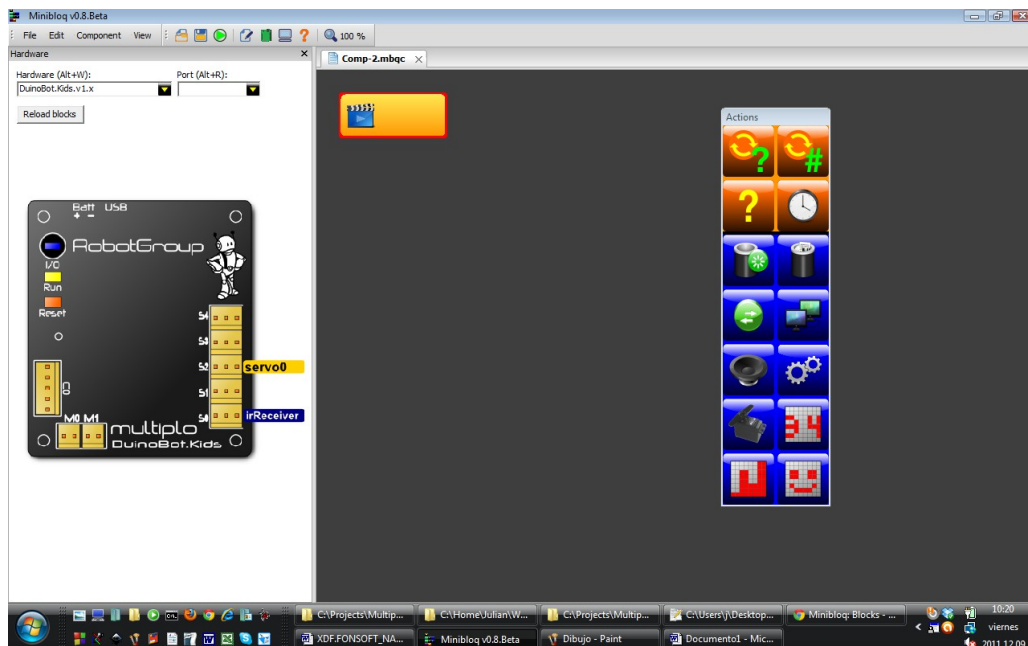 Minibloq v0.8.Beta
File Edit Component View 100 %
Hardware
Comp-2.mbqc
Hardware (Alt+W): Port (Alt+R):
DuinoBot.Kids.v1.x
Reload blocks
Actions
Batt USB
+ -
RobotGroup
I/O
Run
Reset
S4
S3
S2 servo0
S1
S0 irReceiver
M0 M1
multiplo
DuinoBot.Kids
34
C:\Projects\Multip...
C:\Home\Julian\W...
C:\Projects\Multip...
C:\Users\j\Desktop...
Minibloq: Blocks - ...
10:20
XDF.FONSOFT_NA...
Minibloq v0.8.Beta
Dibujo - Paint
Documento1 - Mic...
viernes
2011.12.09